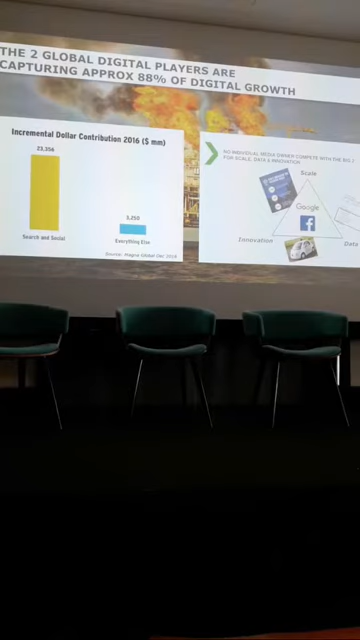 THE 2 GLOBAL DIGITAL PLAYERS ARE
CAPTURING APPROX 88% OF DIGITAL GROWTH
Incremental Dollar Contribution 2016 ($ mm)
23,356
3,250
Search and Social
Everything Else
Source: Magna Global Dec 2016
NO INDIVIDUAL MEDIA OWNER COMPETE WITH THE BIG 2
FOR SCALE, DATA & INNOVATION
Scale
Google
Innovation
Data